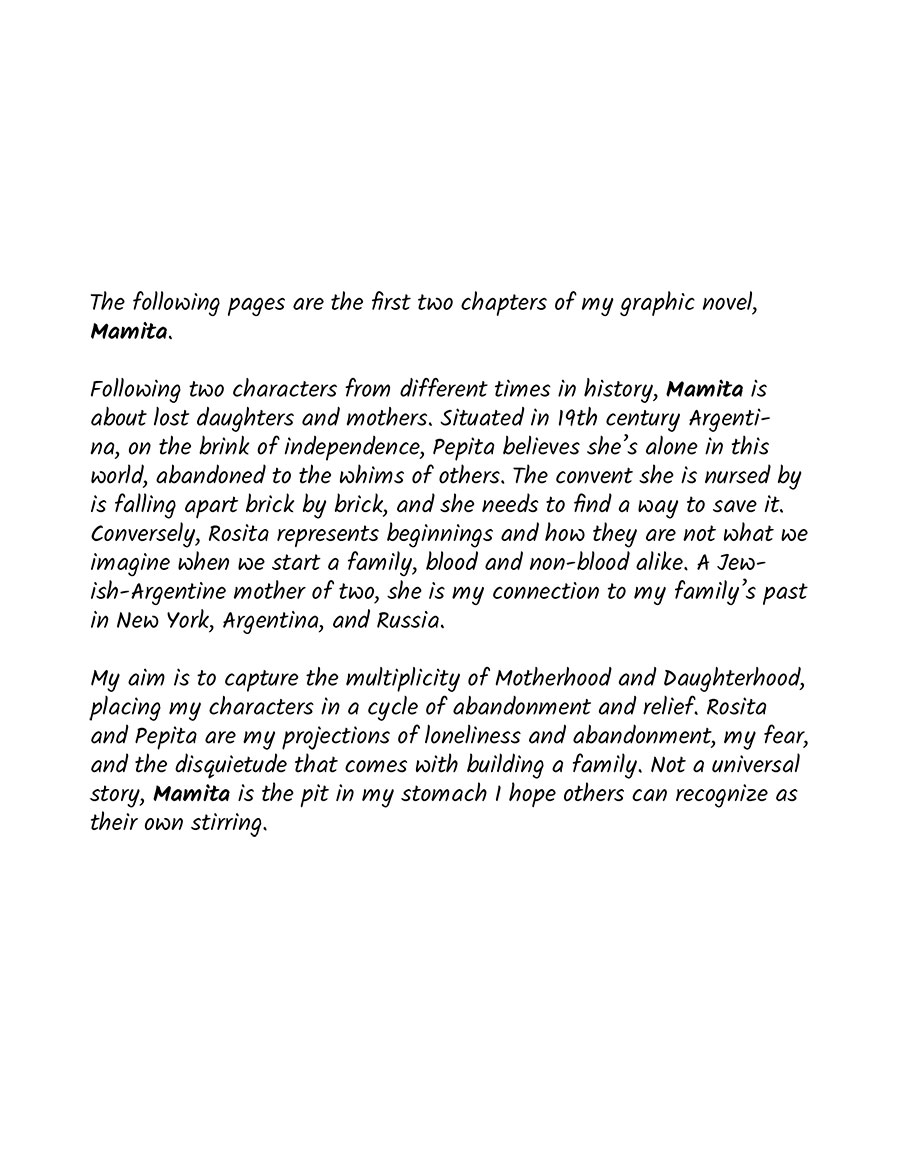 The following pages are the first two chapters of my graphic novel,
Mamita.
Following two characters from different times in history, Mamita is
about lost daughters and mothers. Situated in 19th century Argenti-
na, on the brink of independence, Pepita believes she’s alone in this
world, abandoned to the whims of others. The convent she is nursed by
is falling apart brick by brick, and she needs to find a way to save it.
Conversely, Rosita represents beginnings and how they are not what we
imagine when we start a family, blood and non-blood alike. A Jew-
ish-Argentine mother of two, she is my connection to my family’s past
in New York, Argentina, and Russia.
My aim is to capture the multiplicity of Motherhood and Daughterhood,
placing my characters in a cycle of abandonment and relief. Rosita
and Pepita are my projections of loneliness and abandonment, my fear,
and the disquietude that comes with building a family. Not a universal
story, Mamita is the pit in my stomach I hope others can recognize as
their own stirring.